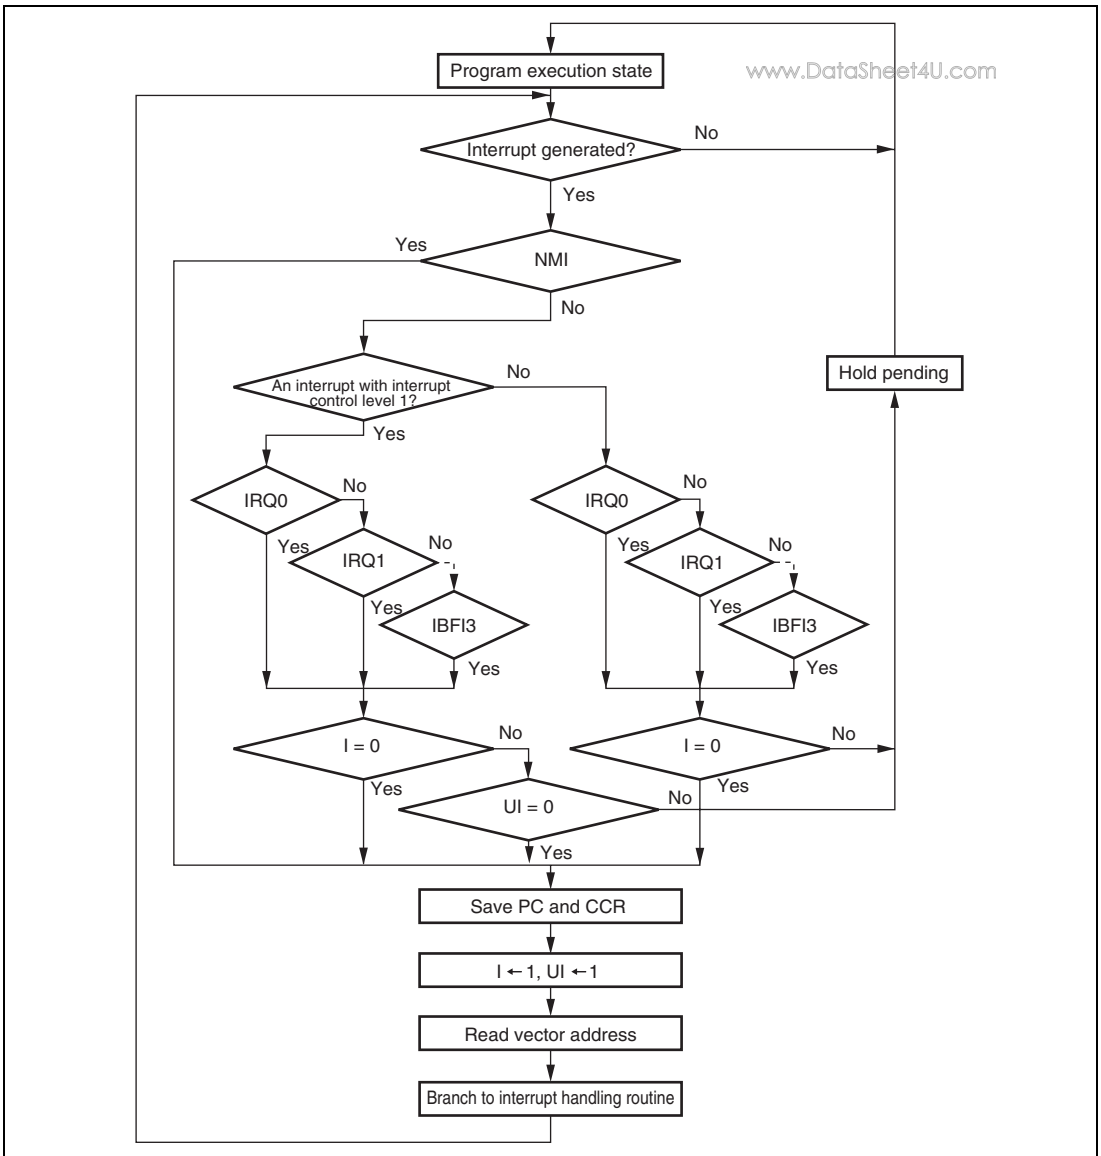 Program execution state
www.DataSheet4U.com
Interrupt generated?
No
Yes
Yes
NMI
No
Hold pending
An interrupt with interrupt
control level 1?
No
Yes
IRQ0
No
IRQ0
No
Yes
IRQ1
No
Yes
IRQ1
No
Yes
IBFI3
Yes
IBFI3
Yes
Yes
I = 0
No
I = 0
No
Yes
UI = 0
No
Yes
Yes
Save PC and CCR
I ← 1, UI ← 1
Read vector address
Branch to interrupt handling routine